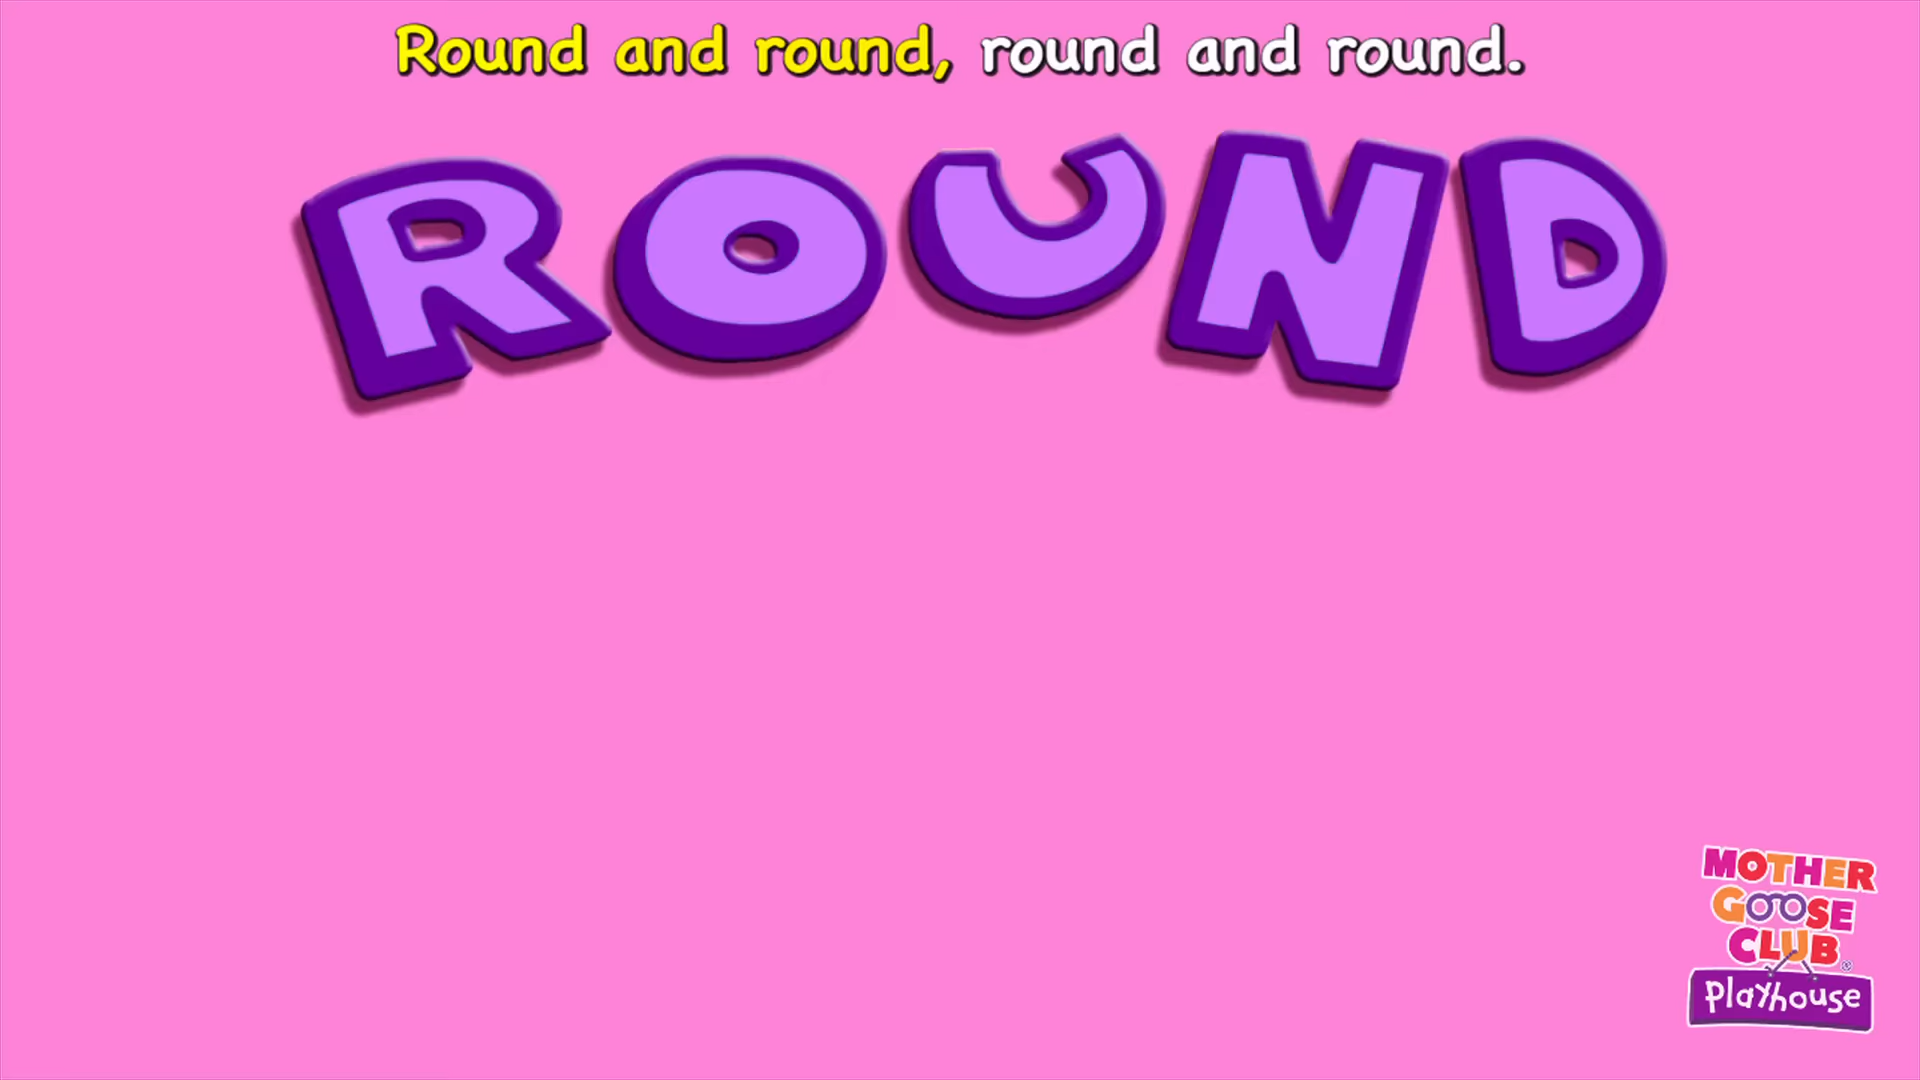 Round and round, round and round.
ROUND
MOTHER
GOOSE
CLUB®
Playhouse